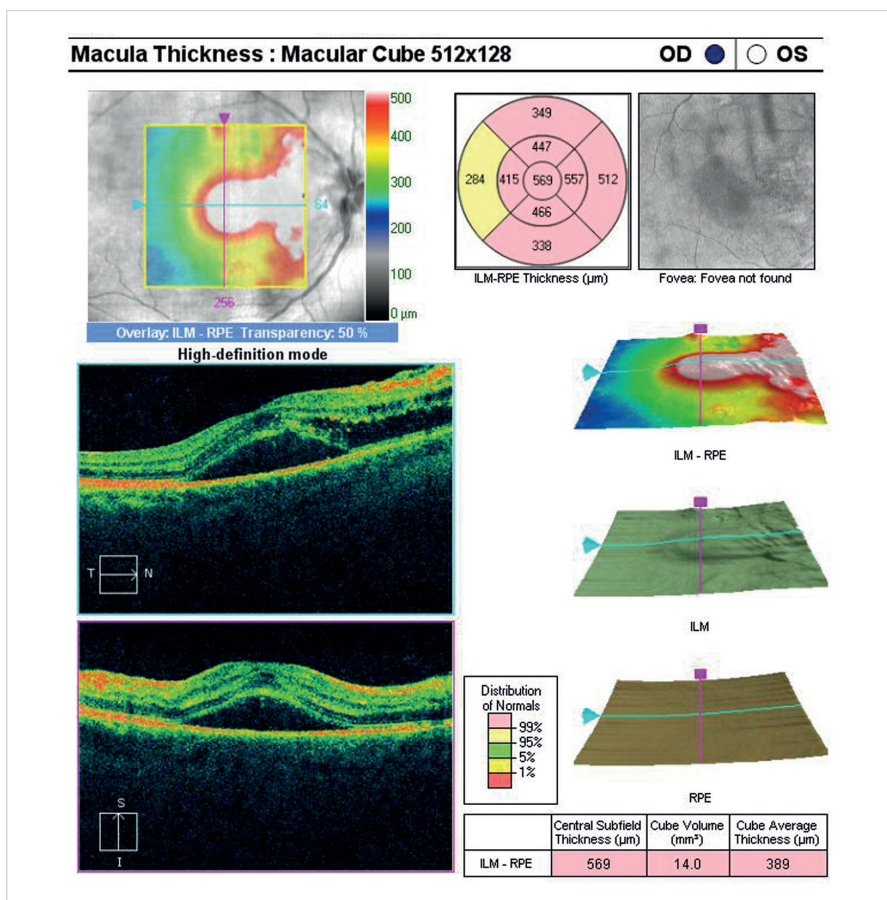 Macula Thickness : Macular Cube 512x128 OD OS
500
400
300
200
100
0 µm
64
256
Overlay: ILM - RPE Transparency: 50 %
349
447
284 415 569 557 512
466
338
ILM-RPE Thickness (µm)
Fovea: Fovea not found
High-definition mode
T N
S
I
ILM - RPE
ILM
RPE
Distribution
of Normals
99%
95%
5%
1%
Central Subfield Thickness (µm) Cube Volume (mm³) Cube Average Thickness (µm)
ILM - RPE 569 14.0 389